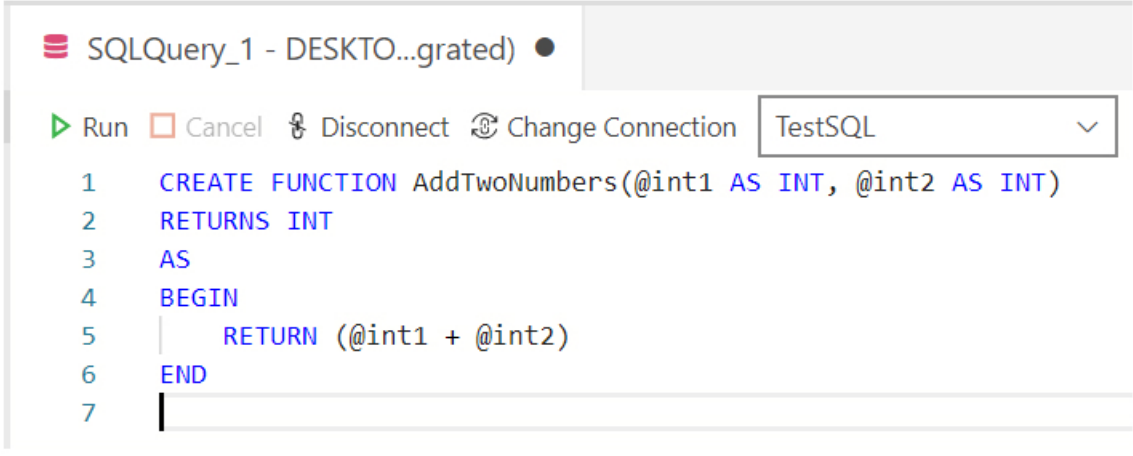 SQLQuery_1 - DESKTO...grated)
Run Cancel Disconnect Change Connection TestSQL
1 CREATE FUNCTION AddTwoNumbers(@int1 AS INT, @int2 AS INT)
2 RETURNS INT
3 AS
4 BEGIN
5 RETURN (@int1 + @int2)
6 END
7